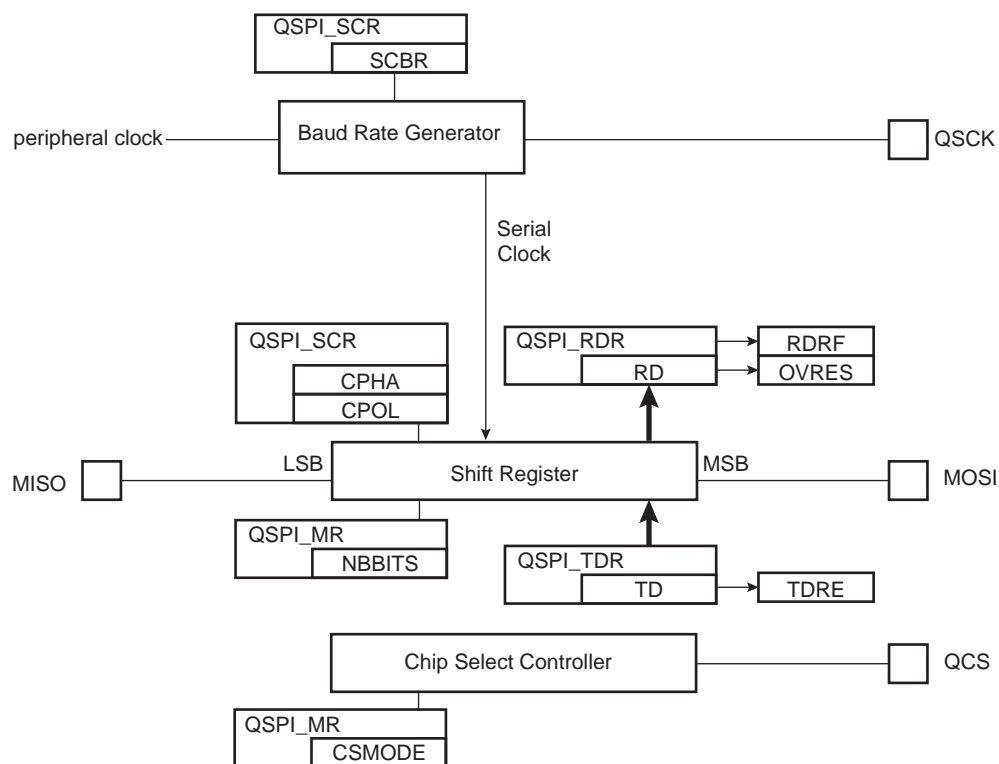 QSPI_SCR
SCBR
peripheral clock
Baud Rate Generator
QSCK
Serial
Clock
QSPI_SCR
CPHA
CPOL
QSPI_RDR
RD
RDRF
OVRES
MISO
LSB
Shift Register
MSB
MOSI
QSPI_MR
NBBITS
QSPI_TDR
TD
TDRE
Chip Select Controller
QCS
QSPI_MR
CSMODE